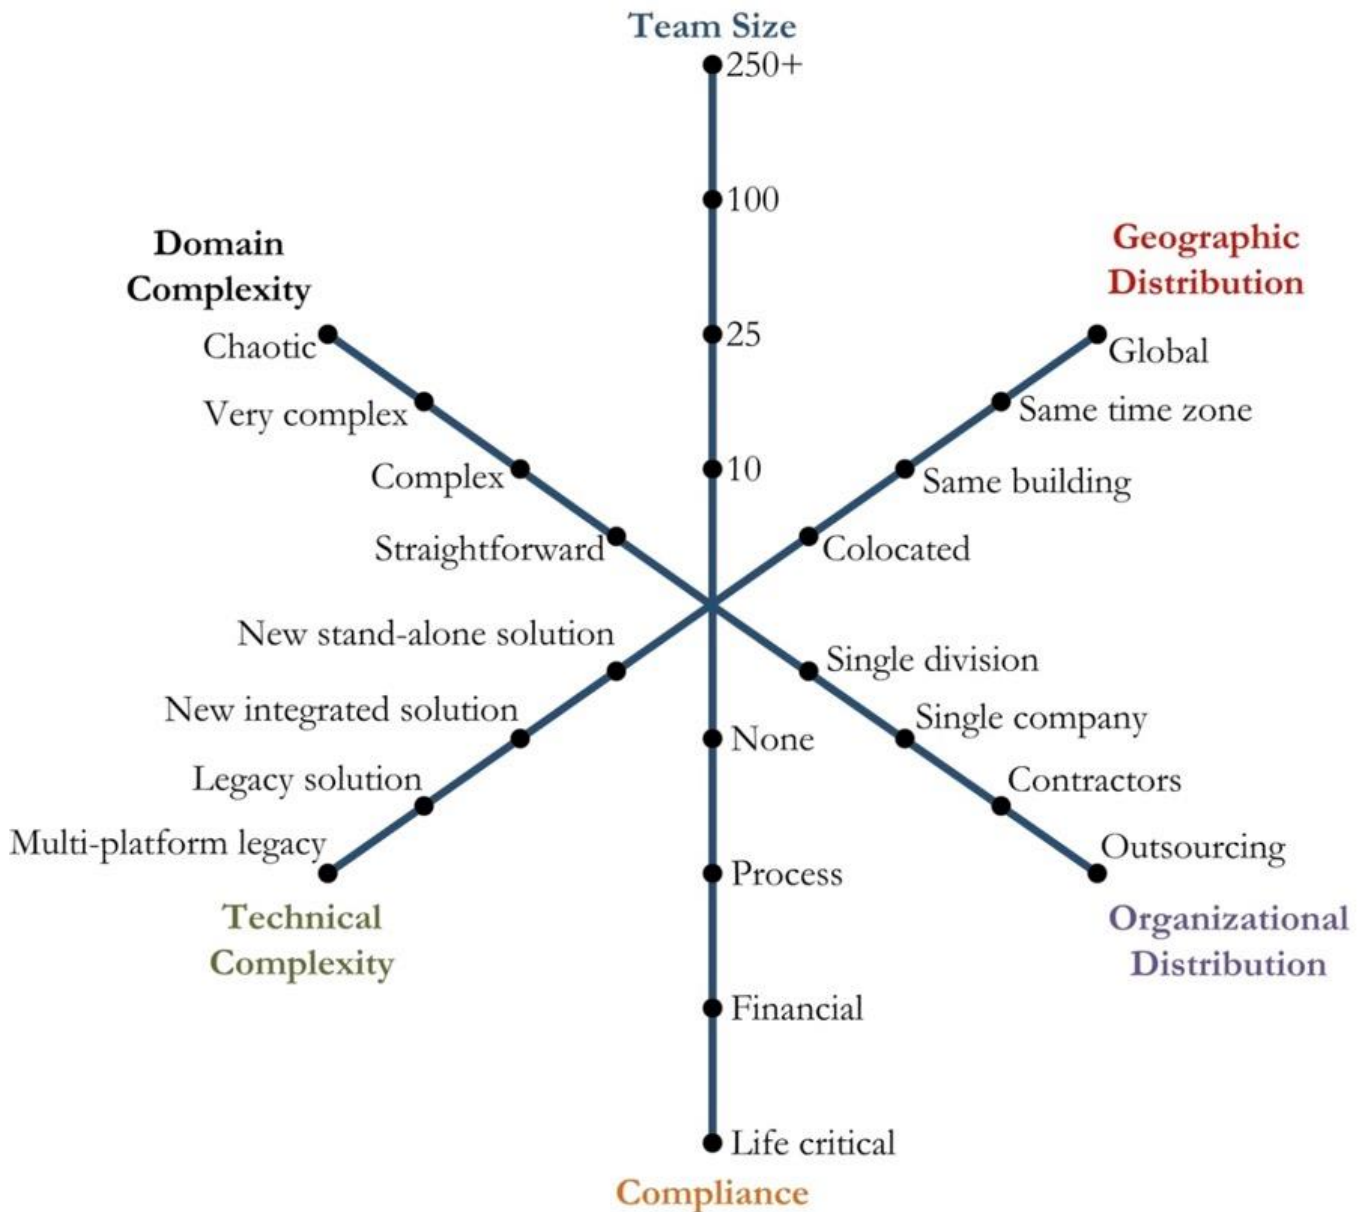 Team Size
250+
100
25
10
Geographic
Distribution
Global
Same time zone
Same building
Colocated
Single division
Single company
Contractors
Outsourcing
Organizational
Distribution
None
Process
Financial
Life critical
Compliance
New stand-alone solution
New integrated solution
Legacy solution
Multi-platform legacy
Technical
Complexity
Domain
Complexity
Chaotic
Very complex
Complex
Straightforward